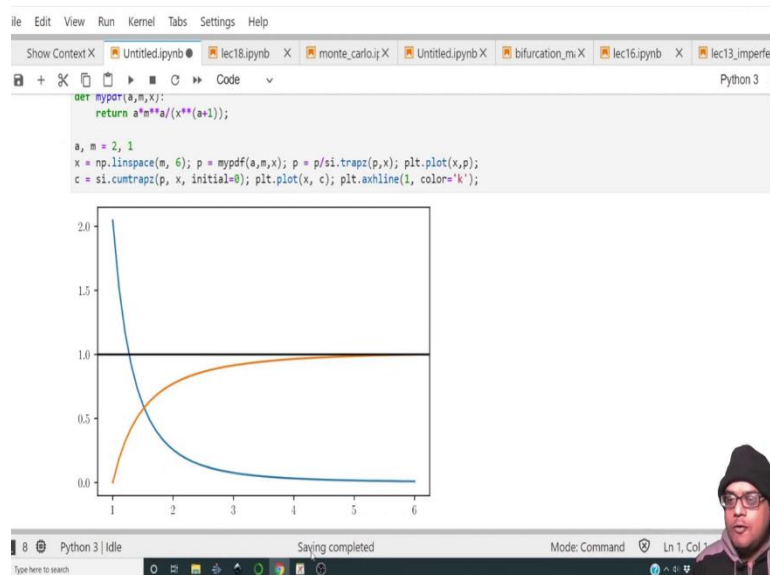 ile Edit View Run Kernel Tabs Settings Help
Show Context X Untitled.ipynb ● lec18.ipynb X monte_carlo.ip X Untitled.ipynb X bifurcation_ma X lec16.ipynb X lec13_imperfe
Code Python 3
def mypdf(a,m,x):
return a*m**a/(x**(a+1));
a, m = 2, 1
x = np.linspace(m, 6); p = mypdf(a,m,x); p = p/si.trapz(p,x); plt.plot(x,p);
c = si.cumtrapz(p, x, initial=0); plt.plot(x, c); plt.axhline(1, color='k');
2.0
1.5
1.0
0.5
0.0
1 2 3 4 5 6
8 Python 3 | Idle Saving completed Mode: Command Ln 1, Col 1
Type here to search